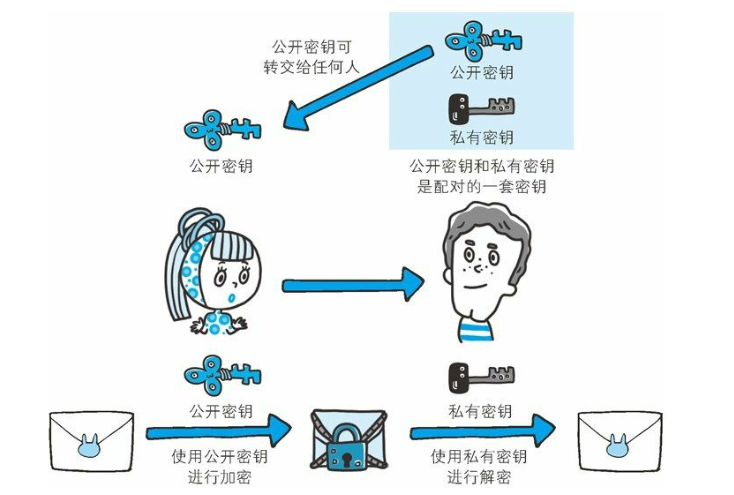 公开密钥可
转交给任何人
公开密钥
私有密钥
公开密钥
公开密钥和私有密钥
是配对的一套密钥
公开密钥
私有密钥
使用公开密钥
进行加密
使用私有密钥
进行解密